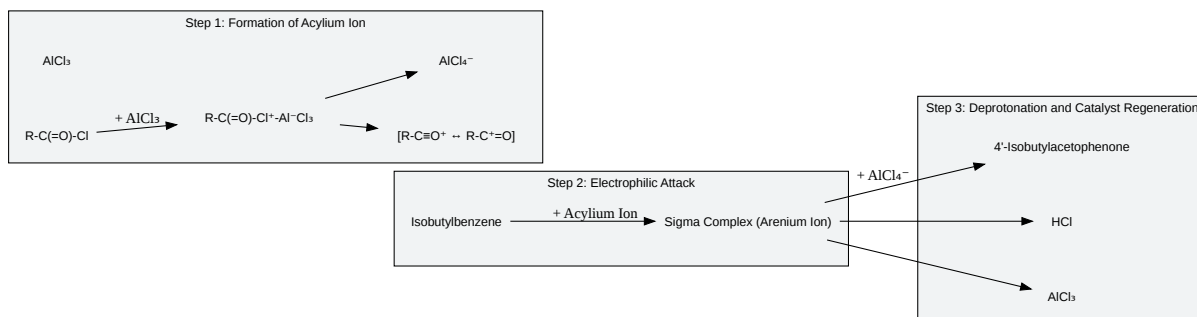 Step 1: Formation of Acylium Ion
AlCl₃
AlCl₄⁻
R-C(=O)-Cl
+ AlCl₃
R-C(=O)-Cl⁺-Al⁻Cl₃
[R-C≡O⁺ ↔ R-C⁺=O]
Step 2: Electrophilic Attack
Isobutylbenzene
+ Acylium Ion
Sigma Complex (Arenium Ion)
+ AlCl₄⁻
Step 3: Deprotonation and Catalyst Regeneration
4'-Isobutylacetophenone
HCl
AlCl₃